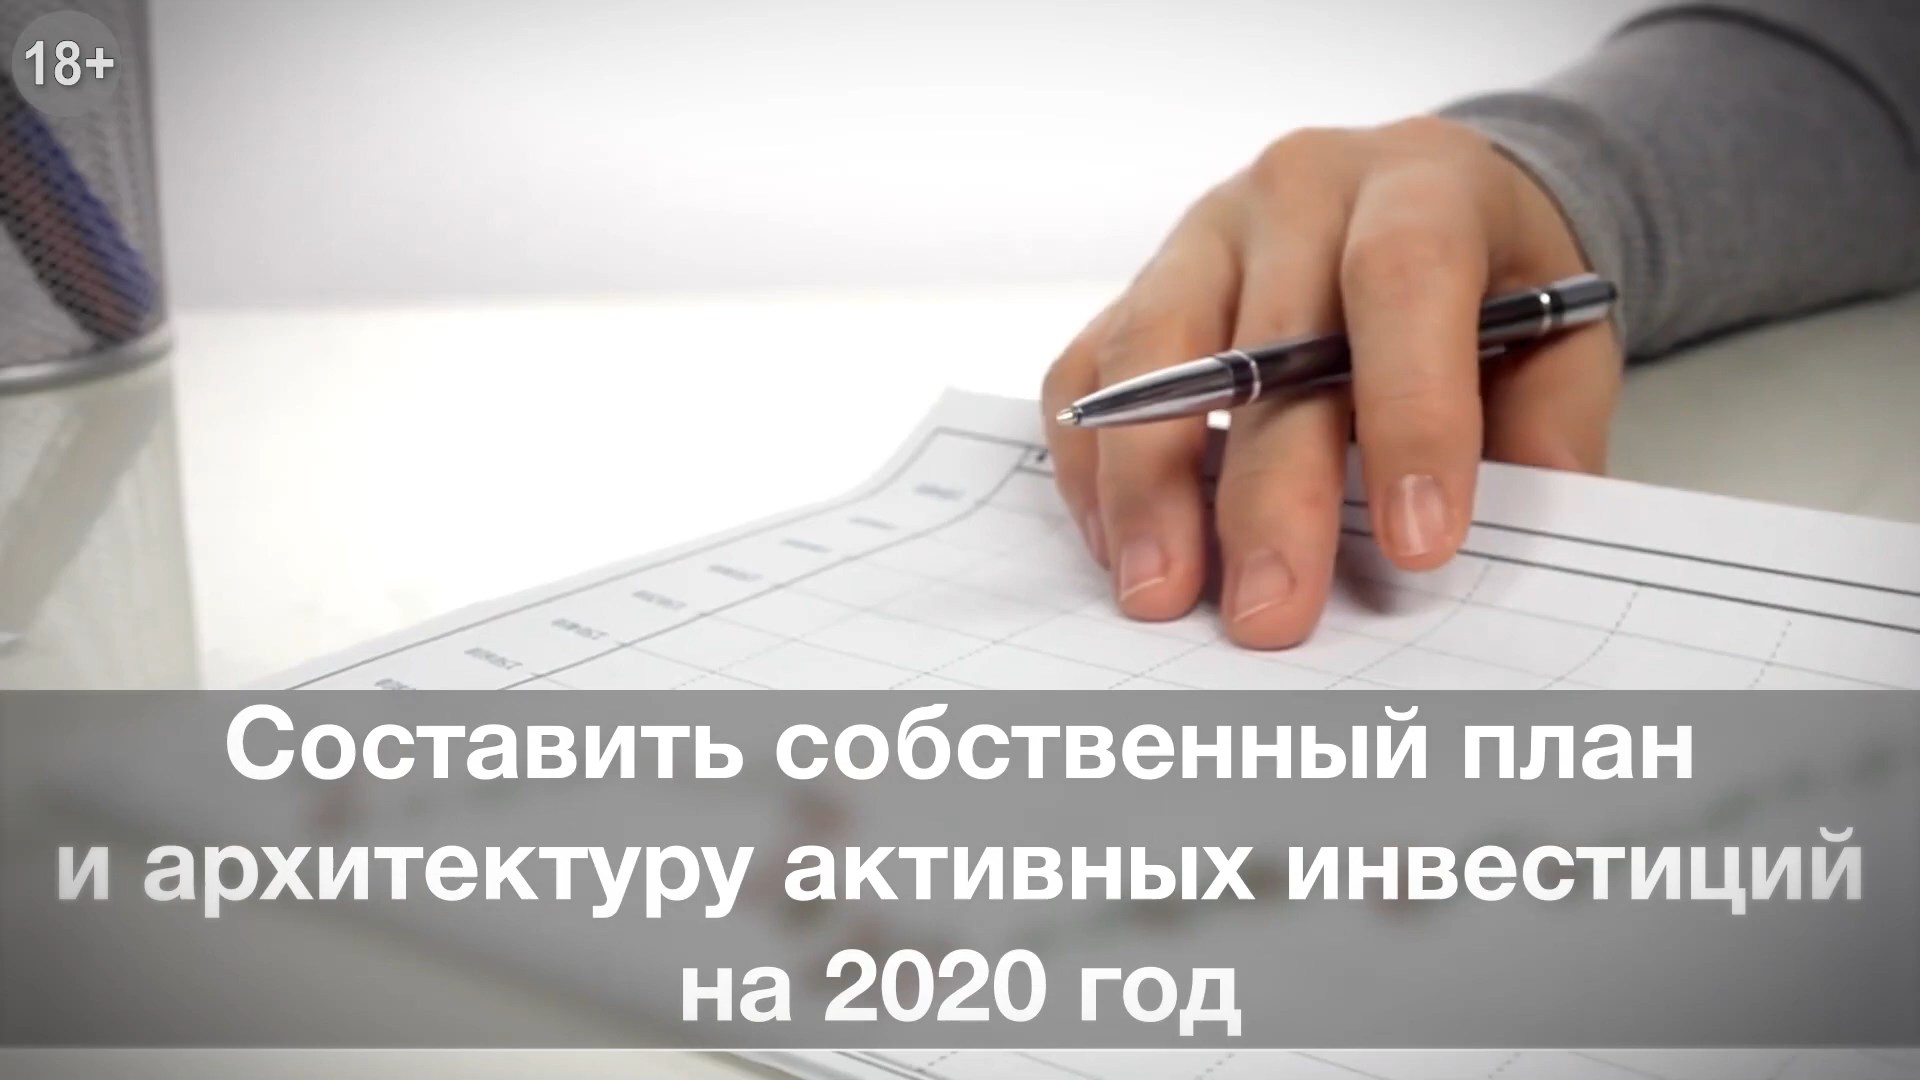 18+
Составить собственный план
и архитектуру активных инвестиций
на 2020 год